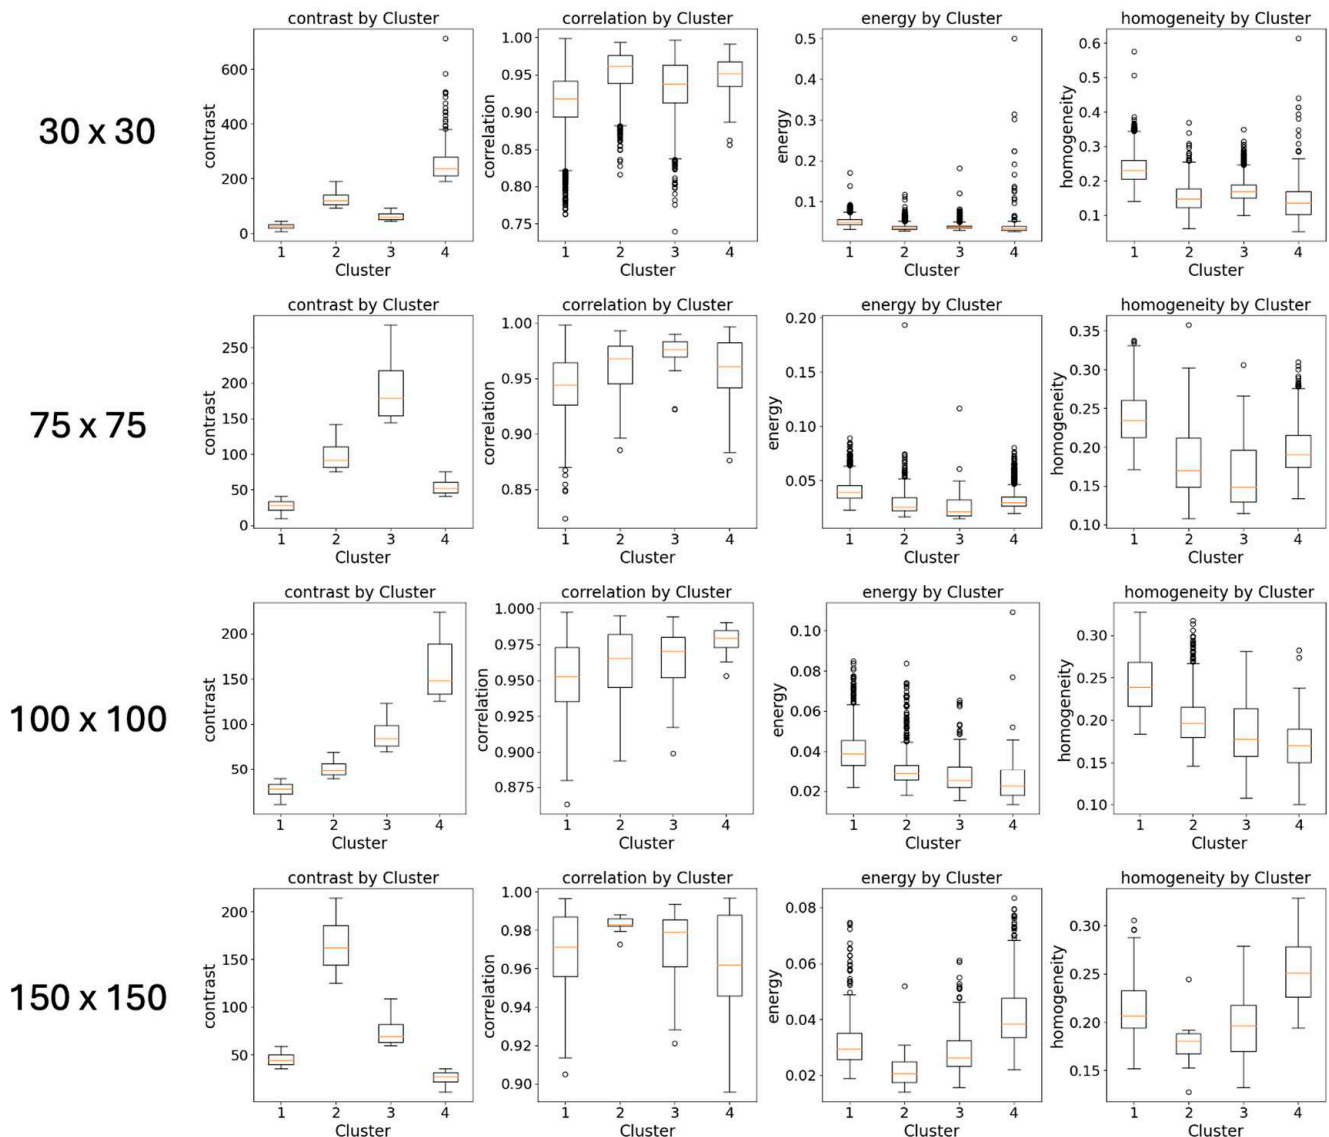 contrast by Cluster correlation by Cluster energy by Cluster homogeneity by Cluster
30 x 30
contrast
600
400
200
0
1 2 3 4
Cluster
correlation
1.00
0.95
0.90
0.85
0.80
0.75
1 2 3 4
Cluster
energy
0.5
0.4
0.3
0.2
0.1
1 2 3 4
Cluster
homogeneity
0.6
0.5
0.4
0.3
0.2
0.1
1 2 3 4
Cluster
contrast by Cluster correlation by Cluster energy by Cluster homogeneity by Cluster
75 x 75
contrast
250
200
150
100
50
0
1 2 3 4
Cluster
correlation
1.00
0.95
0.90
0.85
1 2 3 4
Cluster
energy
0.20
0.15
0.10
0.05
1 2 3 4
Cluster
homogeneity
0.35
0.30
0.25
0.20
0.15
0.10
1 2 3 4
Cluster
contrast by Cluster correlation by Cluster energy by Cluster homogeneity by Cluster
100 x 100
contrast
200
150
100
50
1 2 3 4
Cluster
correlation
1.000
0.975
0.950
0.925
0.900
0.875
1 2 3 4
Cluster
energy
0.10
0.08
0.06
0.04
0.02
1 2 3 4
Cluster
homogeneity
0.30
0.25
0.20
0.15
0.10
1 2 3 4
Cluster
contrast by Cluster correlation by Cluster energy by Cluster homogeneity by Cluster
150 x 150
contrast
200
150
100
50
1 2 3 4
Cluster
correlation
1.00
0.98
0.96
0.94
0.92
0.90
1 2 3 4
Cluster
energy
0.08
0.06
0.04
0.02
1 2 3 4
Cluster
homogeneity
0.30
0.25
0.20
0.15
1 2 3 4
Cluster